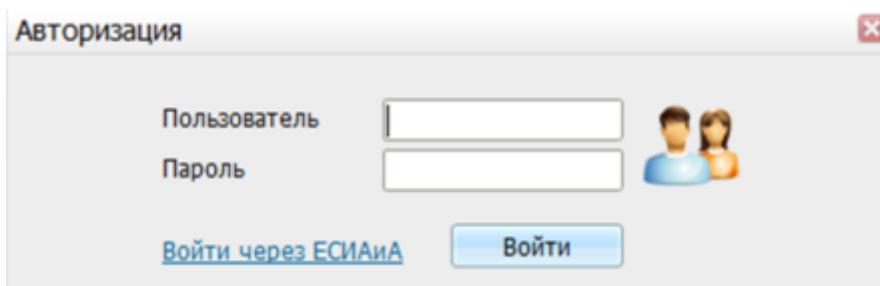 Авторизация
Пользователь
Пароль
Войти через ЕСИАиА Войти